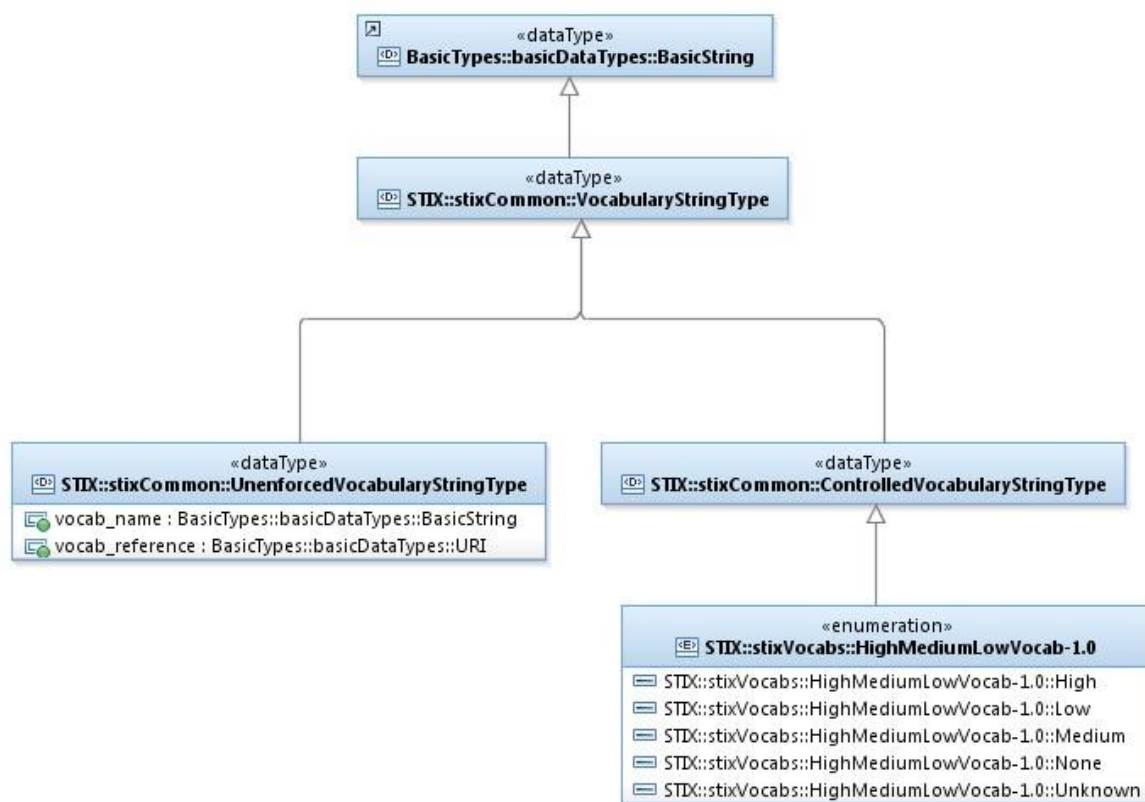 «dataType»
BasicTypes::basicDataTypes::BasicString
«dataType»
STIX::stixCommon::VocabularyStringType
«dataType»
STIX::stixCommon::UnenforcedVocabularyStringType
vocab_name : BasicTypes::basicDataTypes::BasicString
vocab_reference : BasicTypes::basicDataTypes::URI
«dataType»
STIX::stixCommon::ControlledVocabularyStringType
«enumeration»
STIX::stixVocabs::HighMediumLowVocab-1.0
STIX::stixVocabs::HighMediumLowVocab-1.0::High
STIX::stixVocabs::HighMediumLowVocab-1.0::Low
STIX::stixVocabs::HighMediumLowVocab-1.0::Medium
STIX::stixVocabs::HighMediumLowVocab-1.0::None
STIX::stixVocabs::HighMediumLowVocab-1.0::Unknown